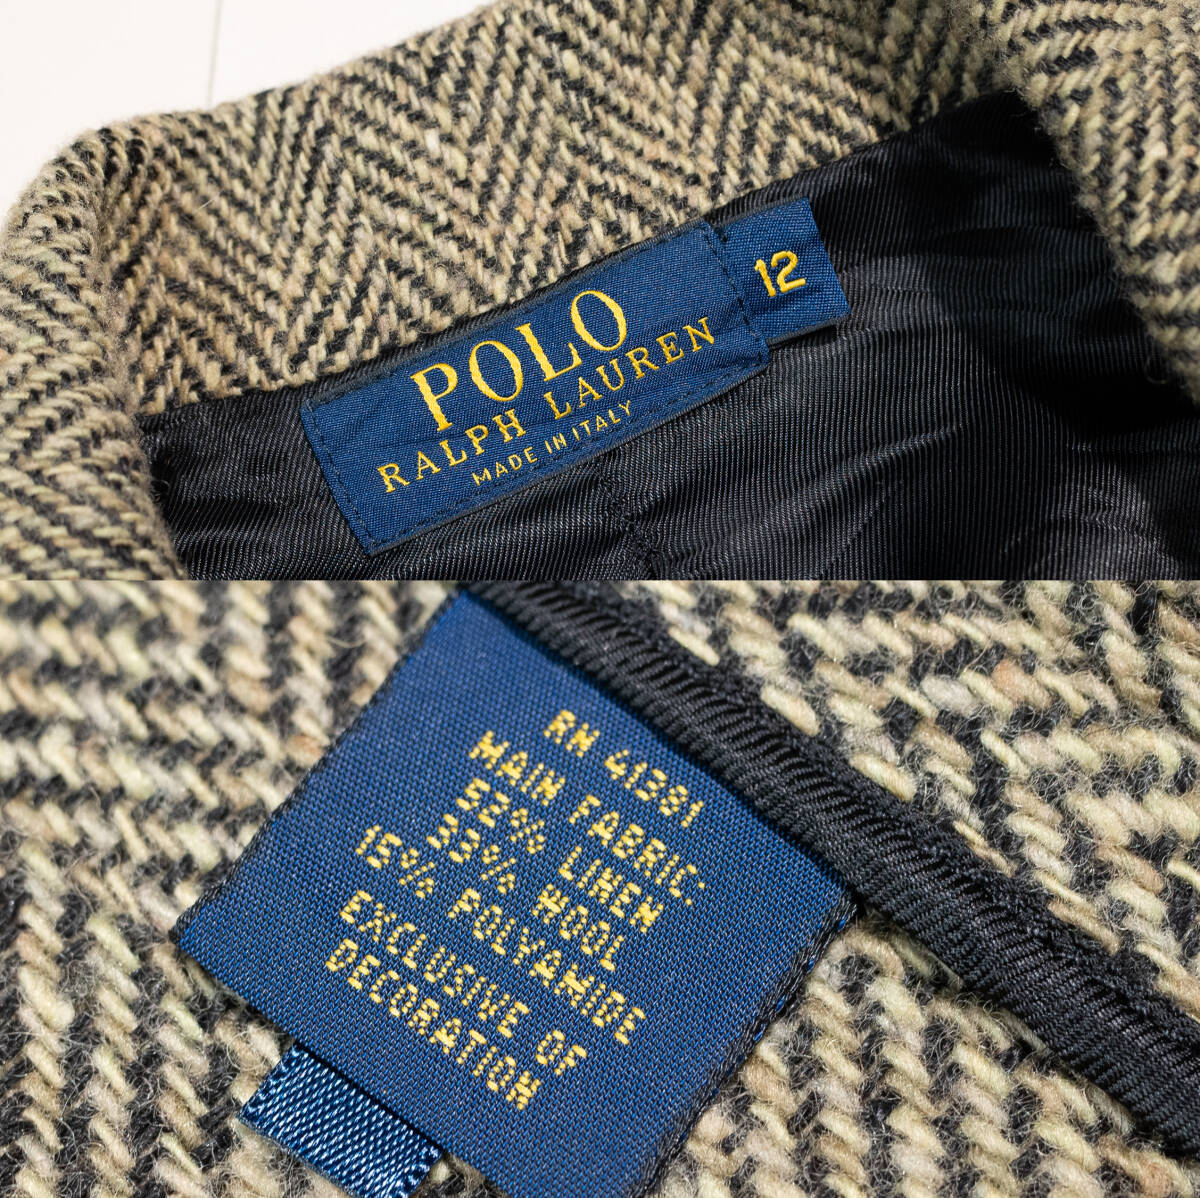 POLO
RALPH LAUREN
MADE IN ITALY
12
RN 41381
MAIN FABRIC:
52% LINEN
33% WOOL
15% POLYAMIDE
EXCLUSIVE OF
DECORATION